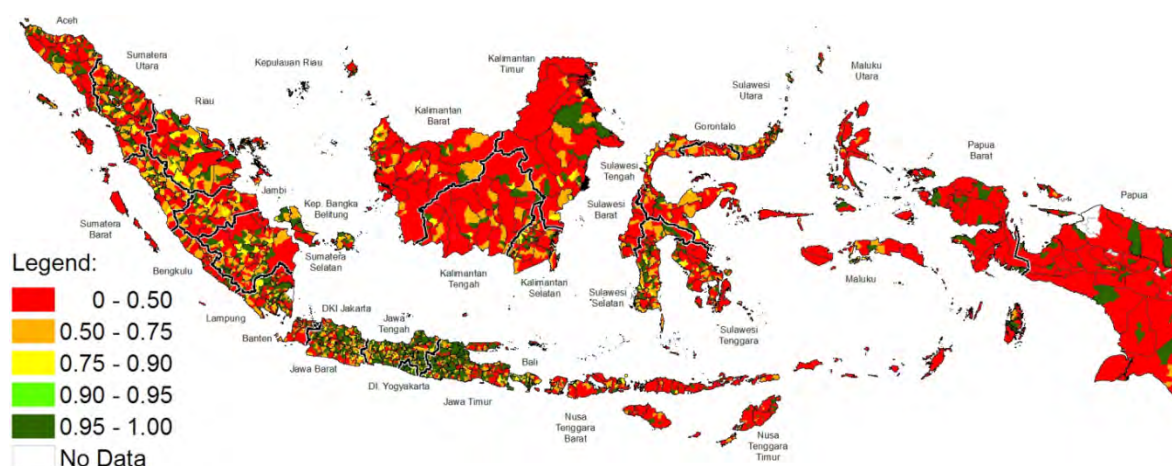 Aceh
Sumatera
Utara
Kepulauan Riau
Riau
Kalimantan
Timur
Kalimantan
Barat
Sulawesi
Utara
Maluku
Utara
Gorontalo
Papua
Barat
Papua
Sulawesi
Tengah
Sulawesi
Barat
Jambi
Kep. Bangka
Belitung
Sumatera
Barat
Sumatera
Selatan
Bengkulu
Kalimantan
Tengah
Kalimantan
Selatan
Sulawesi
Selatan
Maluku
Lampung
DKI Jakarta
Jawa
Tengah
Sulawesi
Tenggara
Banten
Jawa Barat
Bali
DI. Yogyakarta
Jawa Timur
Nusa
Tenggara
Barat
Nusa
Tenggara
Timur
Legend:
0 - 0.50
0.50 - 0.75
0.75 - 0.90
0.90 - 0.95
0.95 - 1.00
No Data